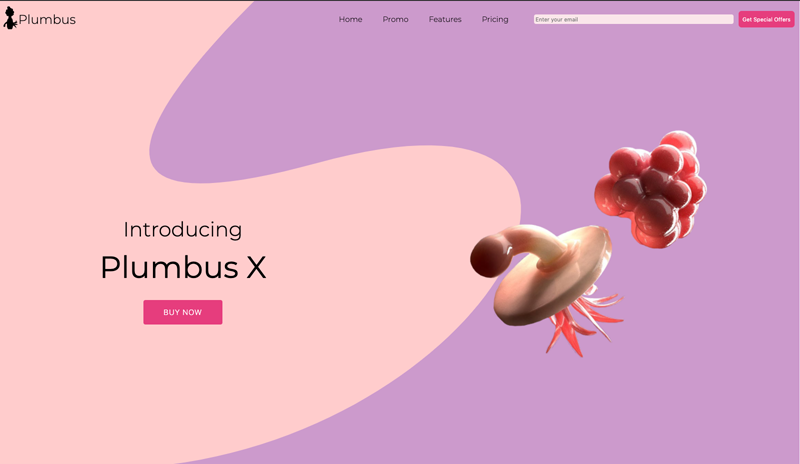 Plumbus
Home Promo Features Pricing
Enter your email
Get Special Offers
Introducing
Plumbus X
BUY NOW